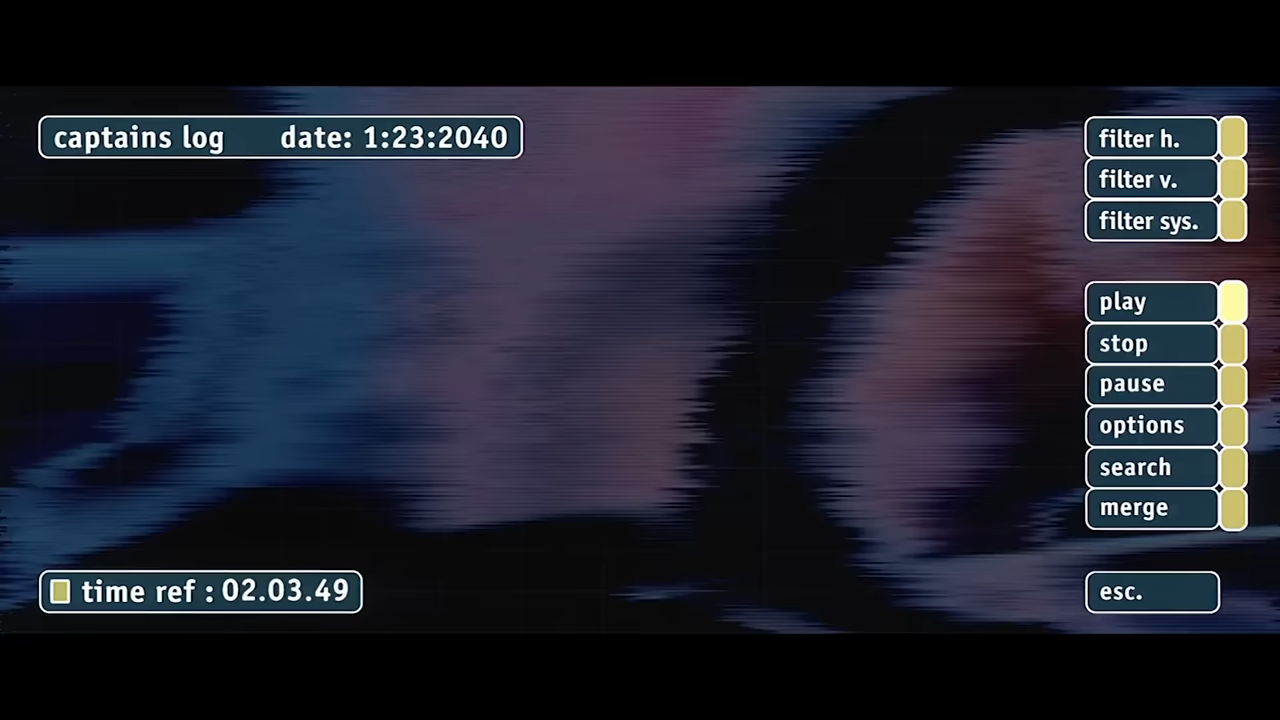 captains log date: 1:23:2040
filter h.
filter v.
filter sys.
play
stop
pause
options
search
merge
time ref : 02.03.49
esc.